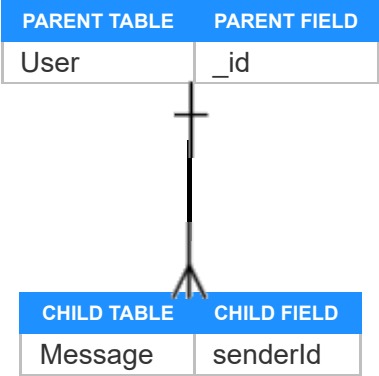 PARENT TABLE PARENT FIELD
User _id
CHILD TABLE CHILD FIELD
Message senderId